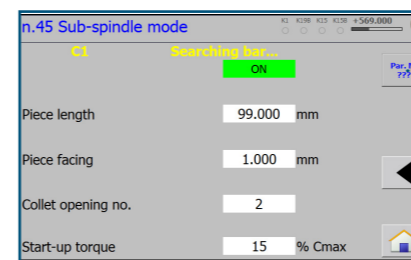 n.45 Sub-spindle mode K1 K198 K15 K158 +569.000
C1 Searching bar...
ON
Par.
???
Piece length 99.000 mm
Piece facing 1.000 mm
Collet opening no. 2
Start-up torque 15 % Cmax